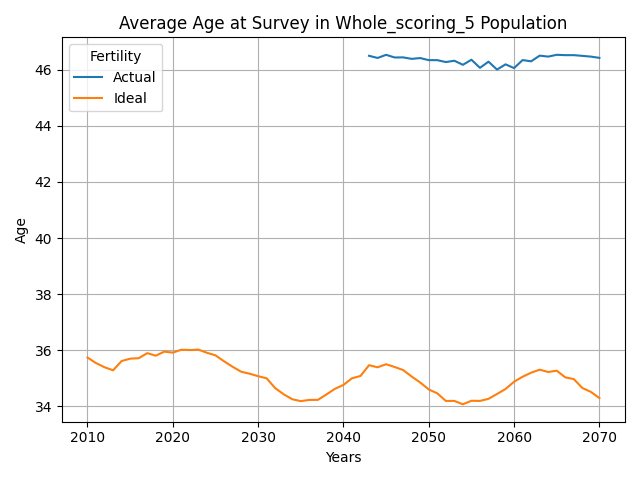 Average Age at Survey in Whole_scoring_5 Population
Fertility
Actual
Ideal
Age
46
44
42
40
38
36
34
2010 2020 2030 2040 2050 2060 2070
Years